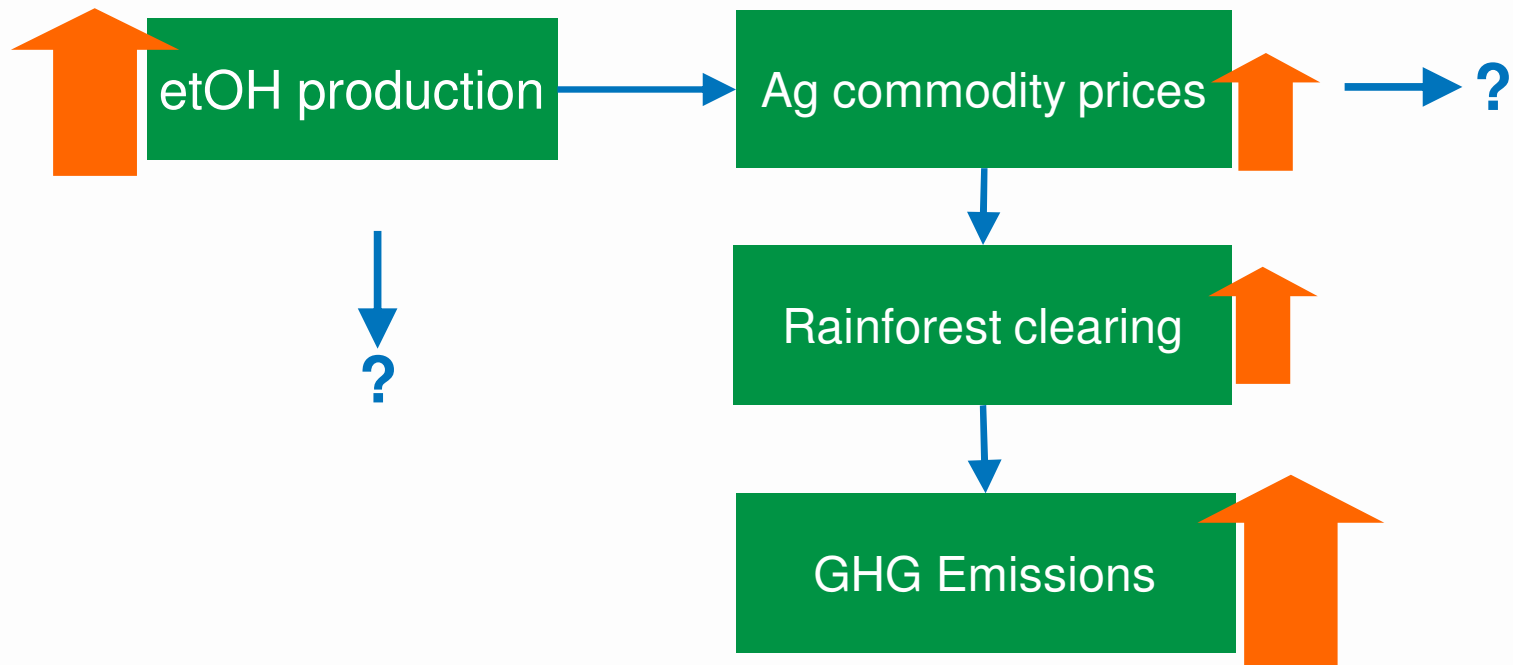 etOH production
Ag commodity prices
?
Rainforest clearing
?
GHG Emissions